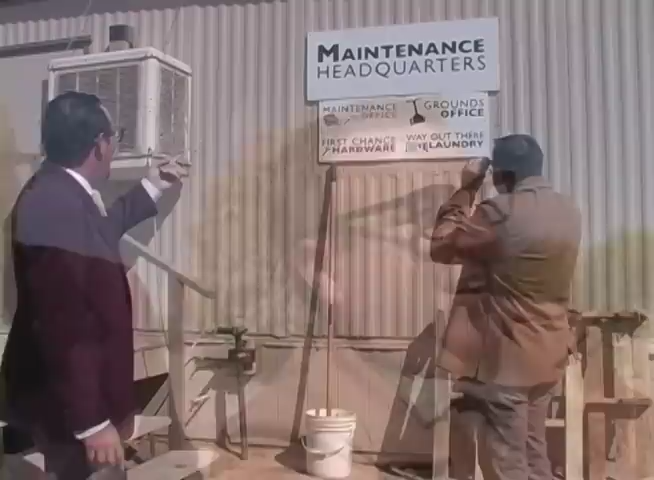 MAINTENANCE
HEADQUARTERS
MAINTENANCE
OFFICE
GROUNDS
OFFICE
FIRST CHANCE
HARDWARE
WAY OUT THERE
LAUNDRY